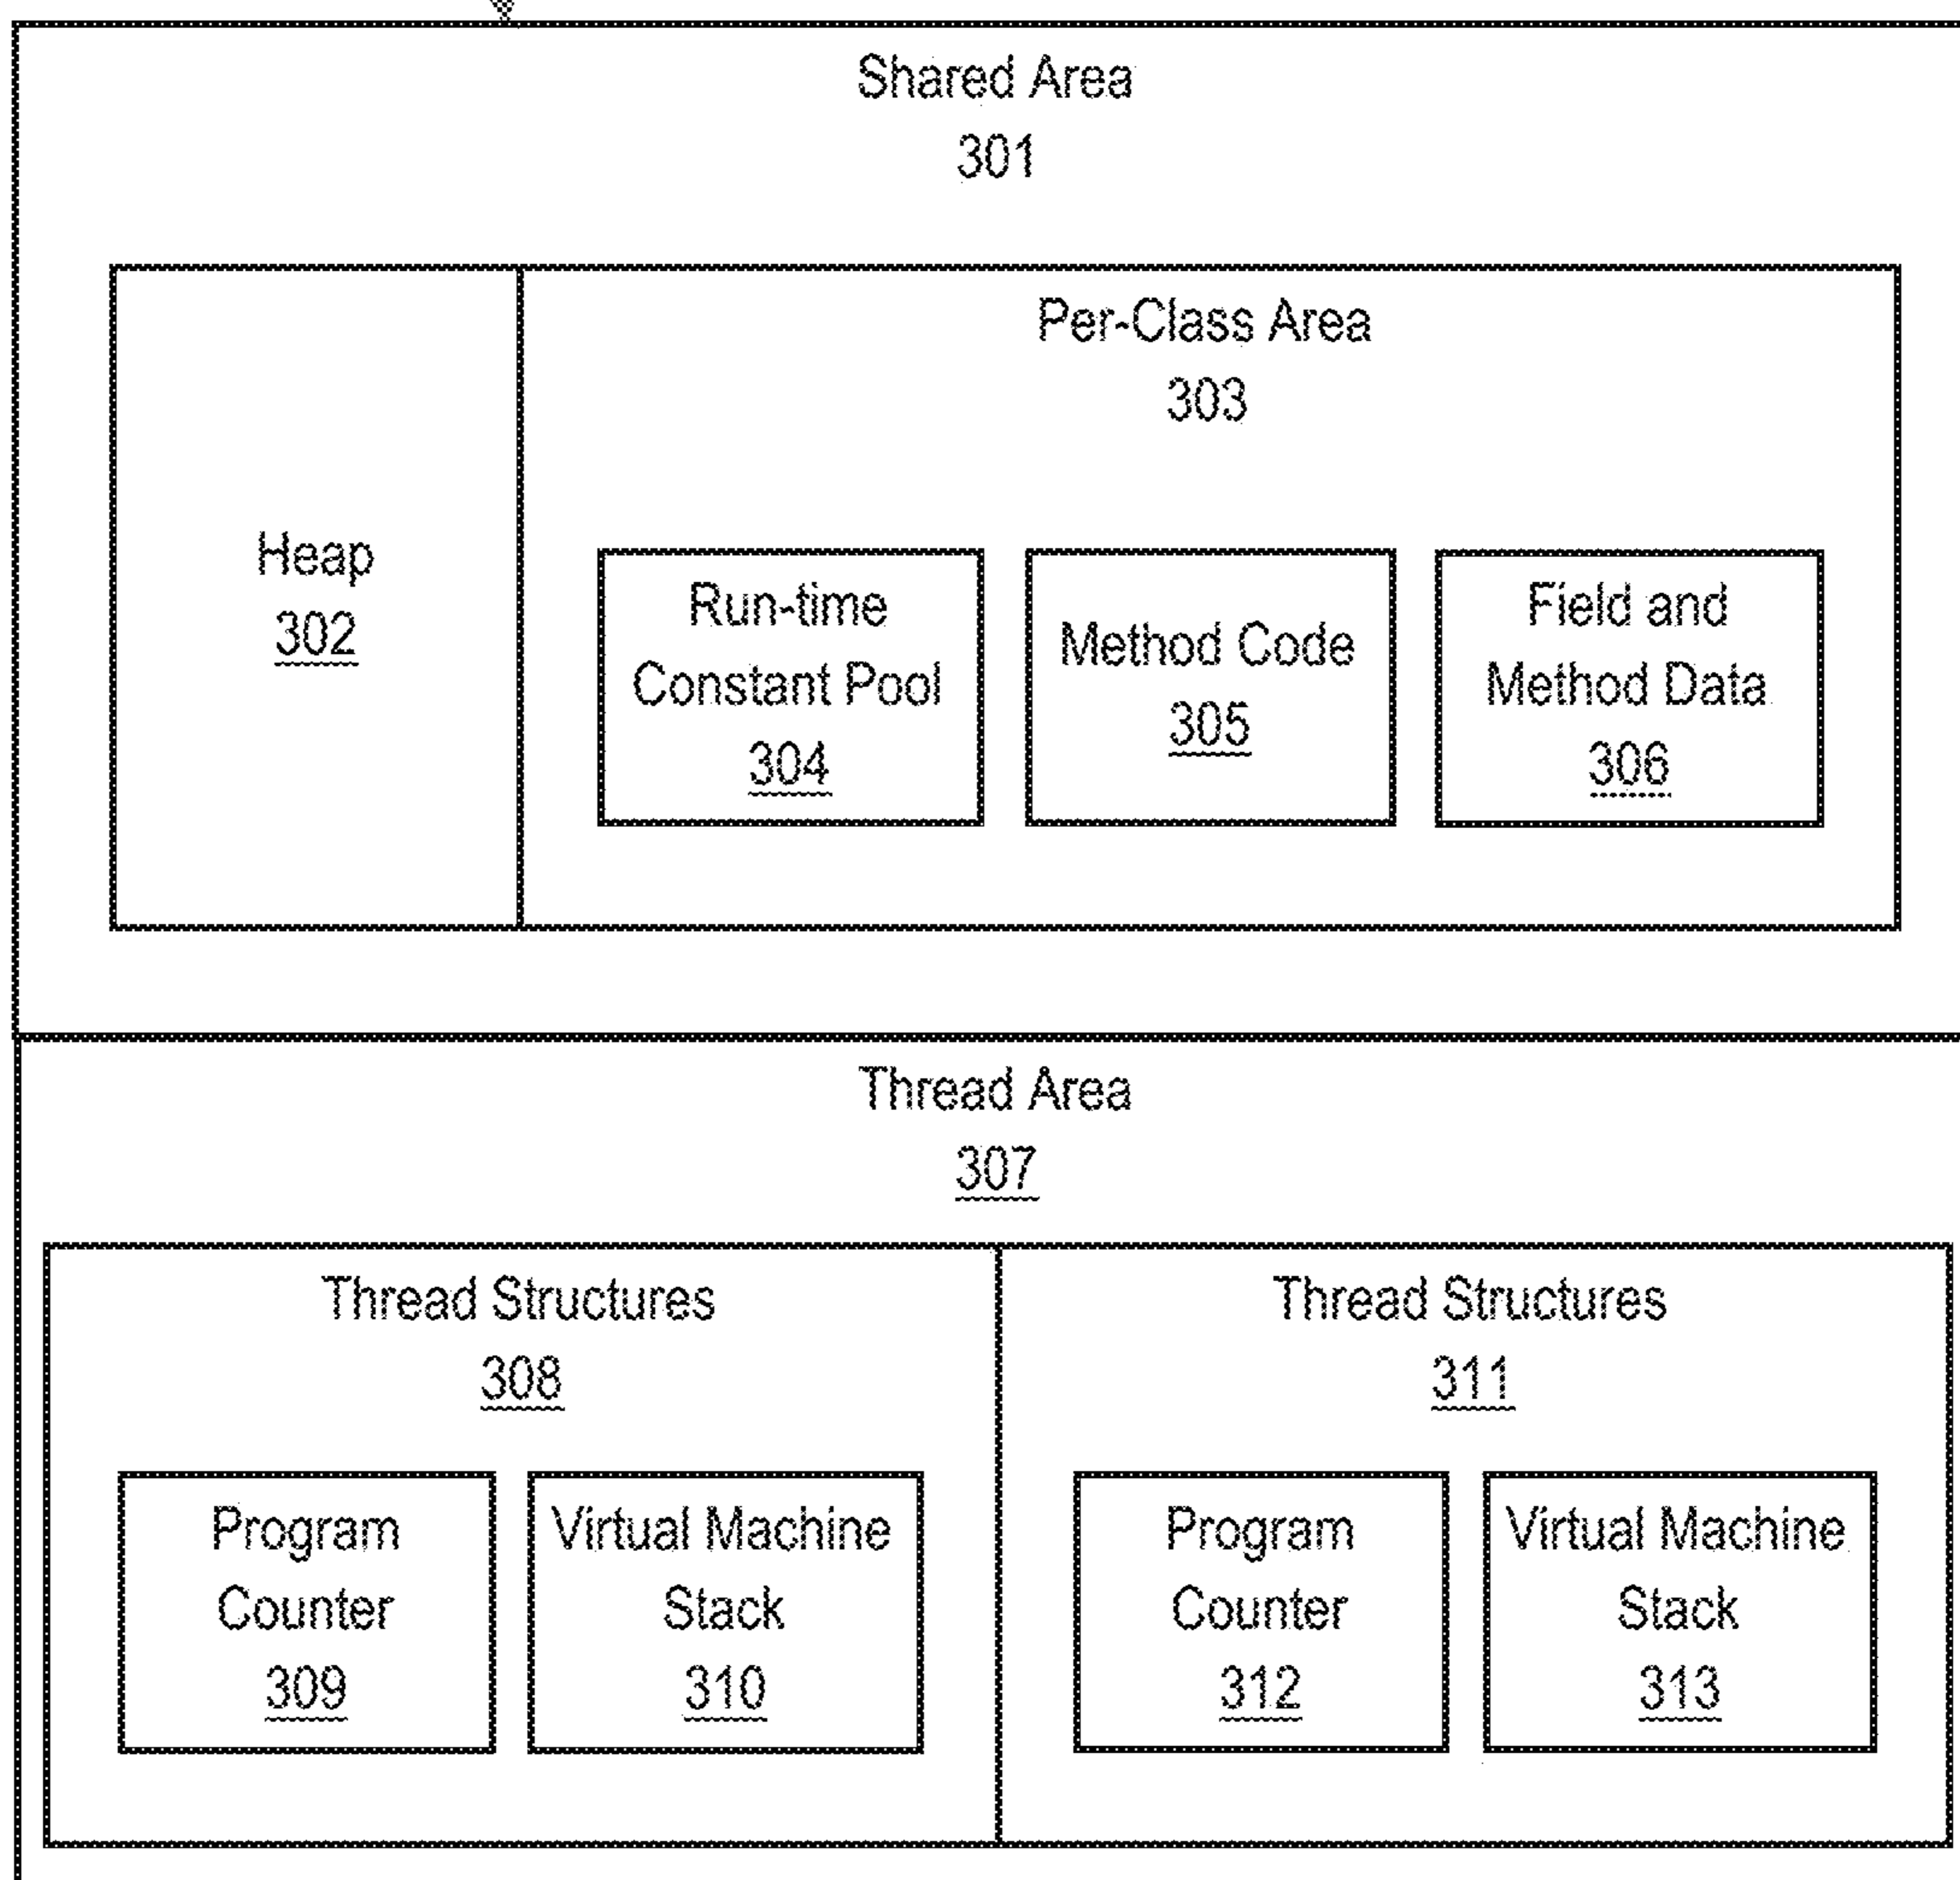 Shared Area
301
Per-Class Area
303
Heap
302
Run-time
Constant Pool
304
Method Code
305
Field and
Method Data
306
Thread Area
307
Thread Structures
308
Program
Counter
309
Virtual Machine
Stack
310
Thread Structures
311
Program
Counter
312
Virtual Machine
Stack
313